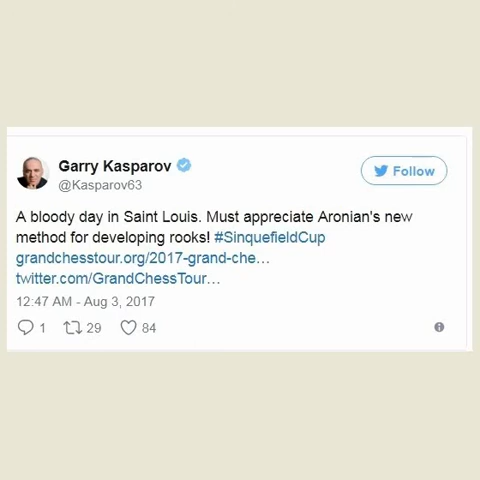 Garry Kasparov
Follow
@Kasparov63
A bloody day in Saint Louis. Must appreciate Aronian's new
method for developing rooks! #SinquefieldCup
grandchesstour.org/2017-grand-che…
twitter.com/GrandChessTour…
12:47 AM - Aug 3, 2017
1 29 84